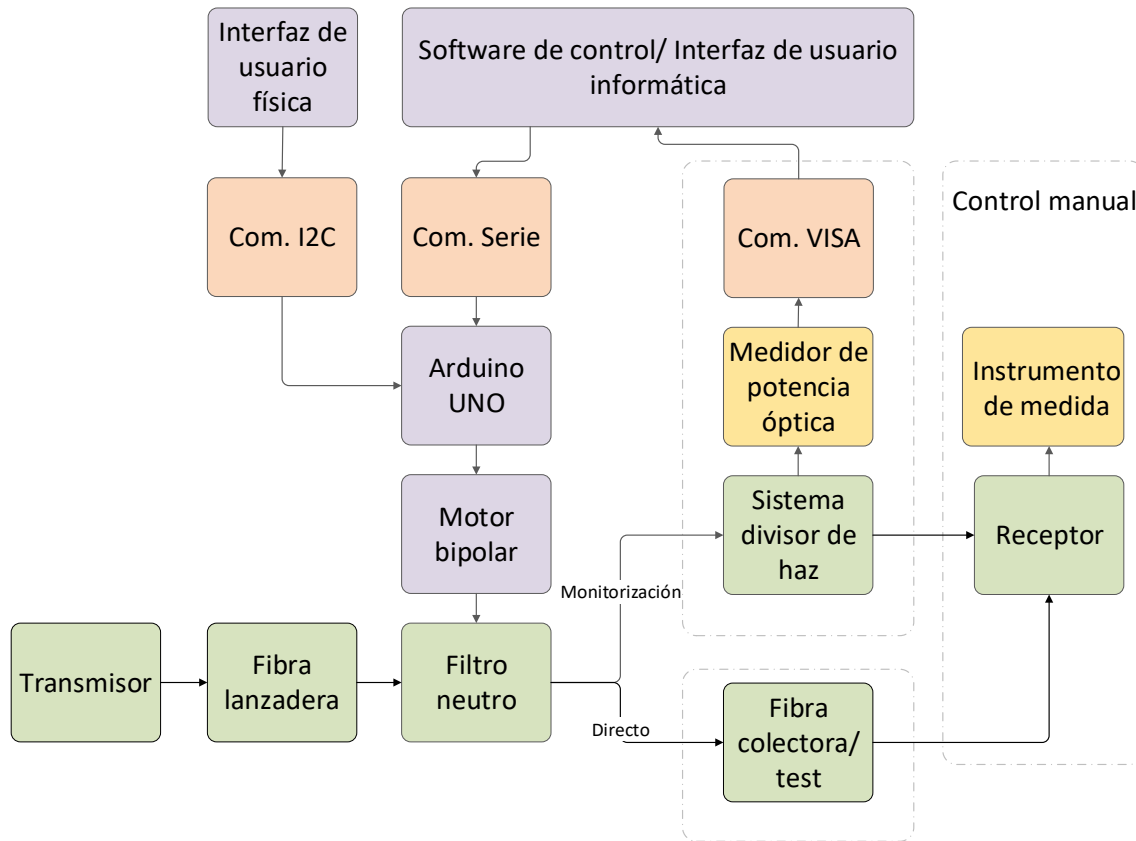 Interfaz de
usuario
física
Software de control/ Interfaz de usuario
informática
Com. I2C
Com. Serie
Com. VISA
Control manual
Arduino
UNO
Medidor de
potencia
óptica
Instrumento
de medida
Motor
bipolar
Sistema
divisor de
haz
Receptor
Monitorización
Transmisor
Fibra
lanzadera
Filtro
neutro
Directo
Fibra
colectora/
test